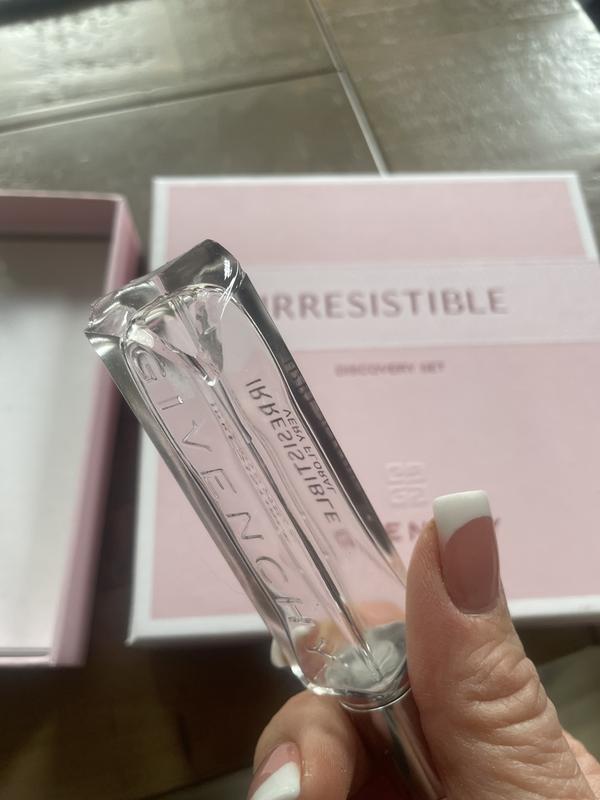 IRRESISTIBLE
DISCOVERY SET
GIVENCHY
IRRESISTIBLE
VERY FLORAL